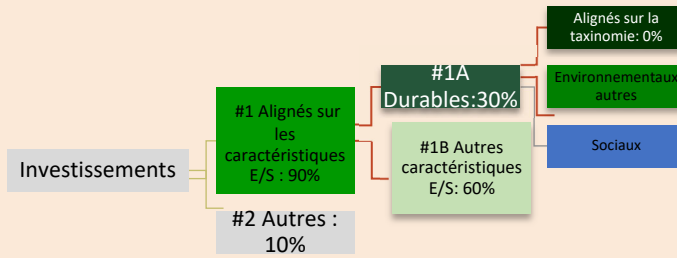 Investissements
#1 Alignés sur
les
caractéristiques
E/S : 90%
#2 Autres :
10%
#1A
Durables:30%
#1B Autres
caractéristiques
E/S: 60%
Alignés sur la
taxinomie: 0%
Environnementaux
autres
Sociaux